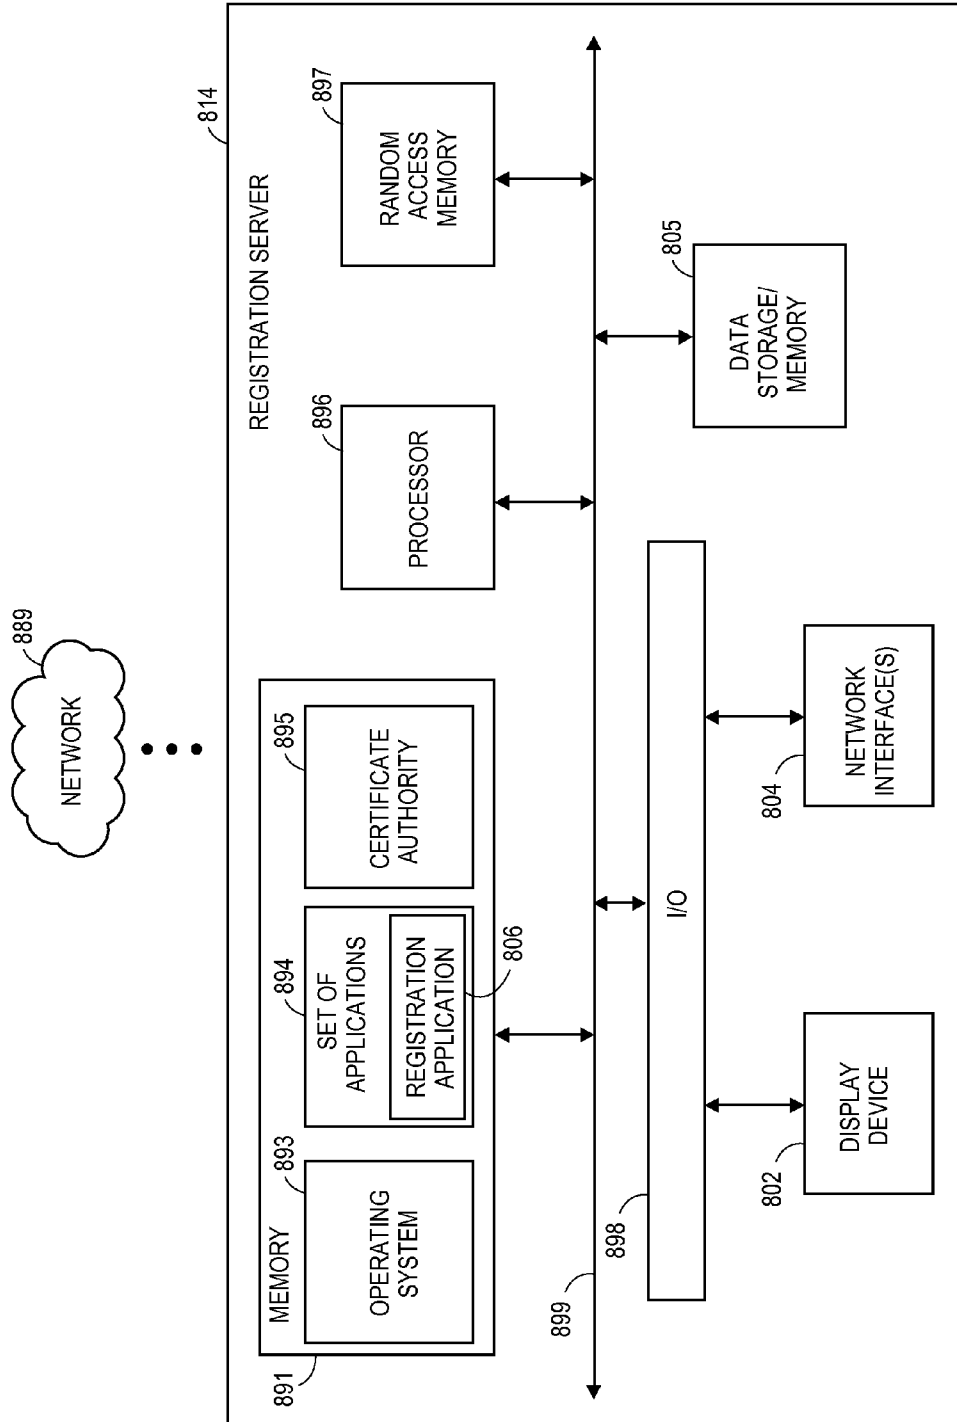 NETWORK
889
814
REGISTRATION SERVER
MEMORY
891
OPERATING
SYSTEM
893
SET OF
APPLICATIONS
894
REGISTRATION
APPLICATION
806
CERTIFICATE
AUTHORITY
895
PROCESSOR
896
RANDOM
ACCESS
MEMORY
897
899
898
I/O
DATA
STORAGE/
MEMORY
805
802
DISPLAY
DEVICE
804
NETWORK
INTERFACE(S)